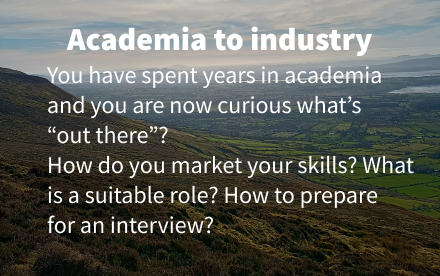 Academia to industry
You have spent years in academia
and you are now curious what’s
“out there”?
How do you market your skills? What
is a suitable role? How to prepare
for an interview?